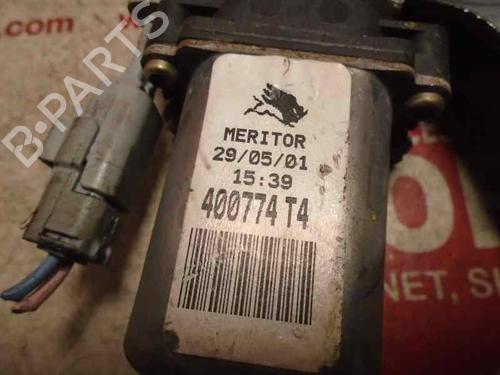 .com
MERITOR
29/05/01
15:39
400774 T4
B-PARTS
NET, S